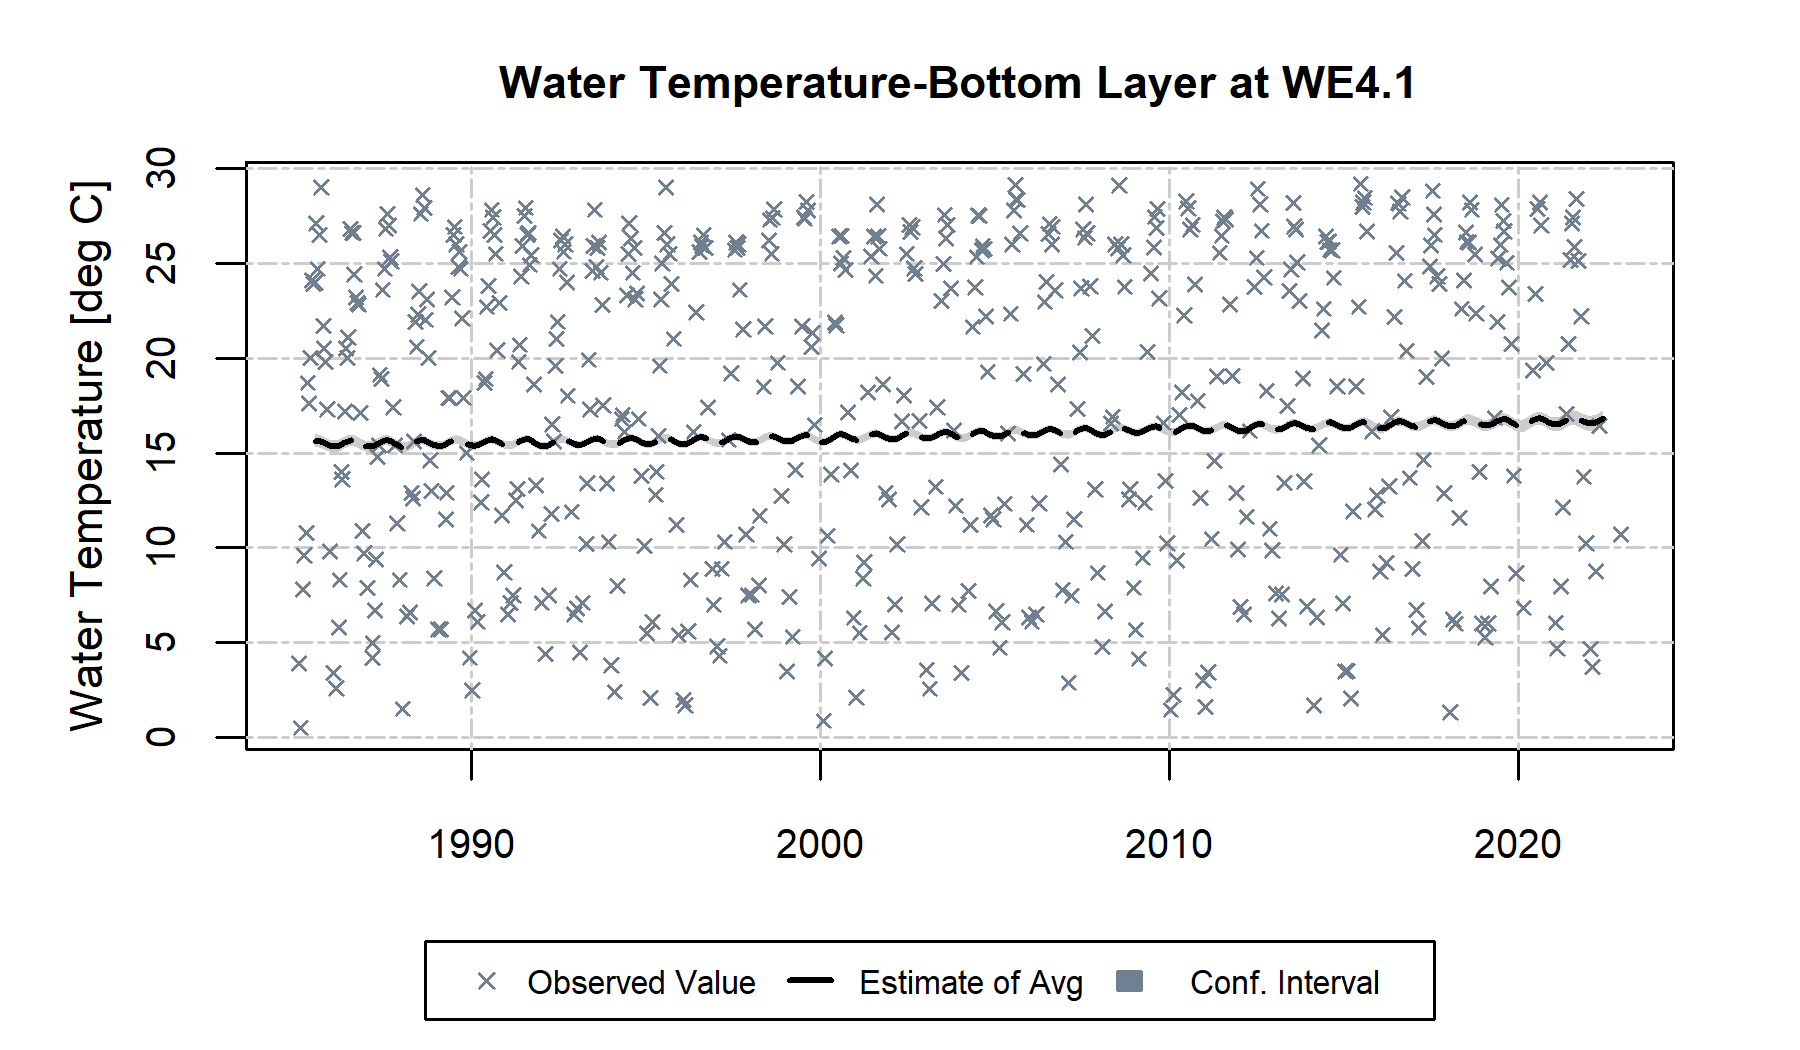 Water Temperature-Bottom Layer at WE4.1
Water Temperature [deg C]
30
25
20
15
10
5
0
1990 2000 2010 2020
Observed Value Estimate of Avg Conf. Interval